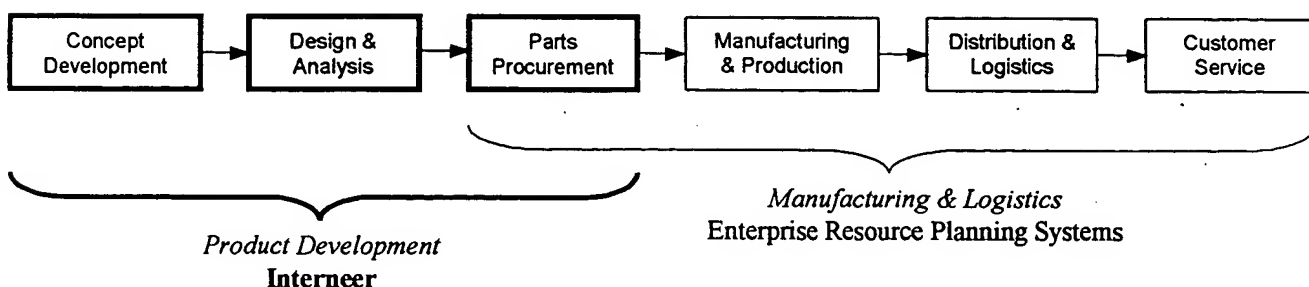 Concept
Development
Design &
Analysis
Parts
Procurement
Manufacturing
& Production
Distribution &
Logistics
Customer
Service
Product Development
Interneer
Manufacturing & Logistics
Enterprise Resource Planning Systems